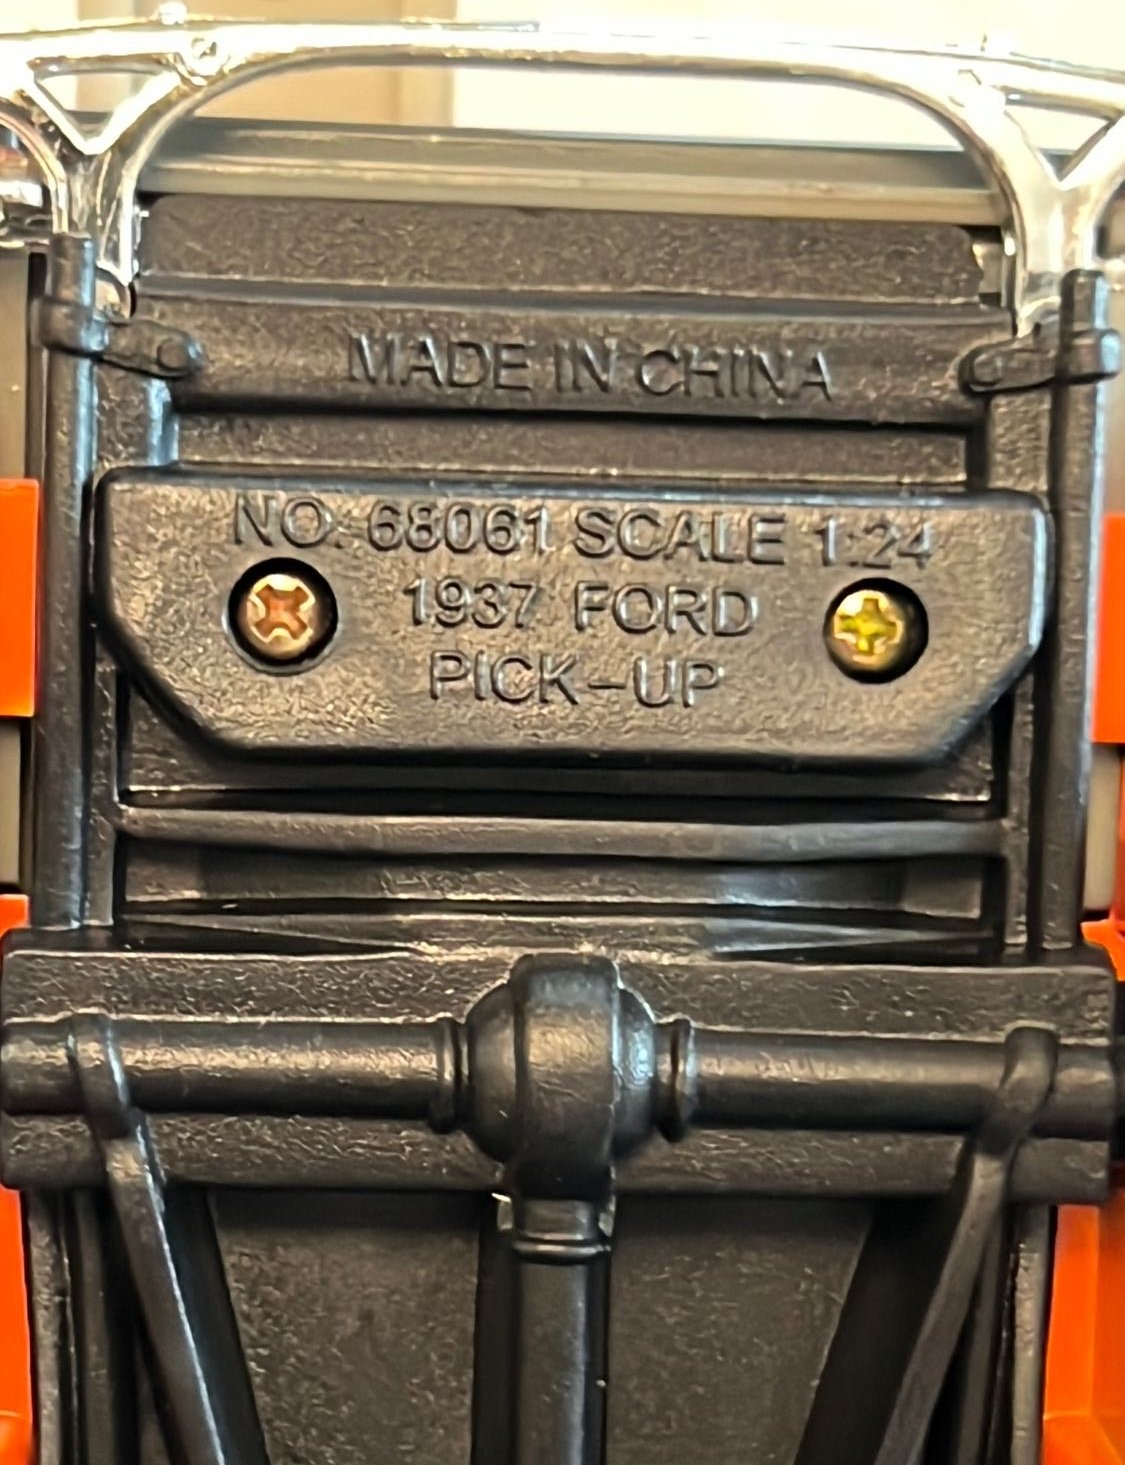 MADE IN CHINA
NO. 68061 SCALE 1:24
1937 FORD
PICK-UP